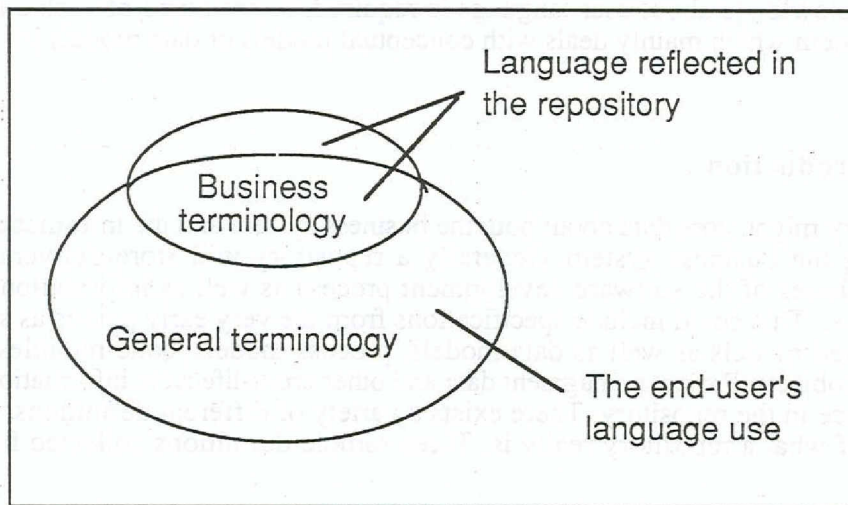 Language reflected in
the repository
Business
terminology
General terminology
The end-user's
language use